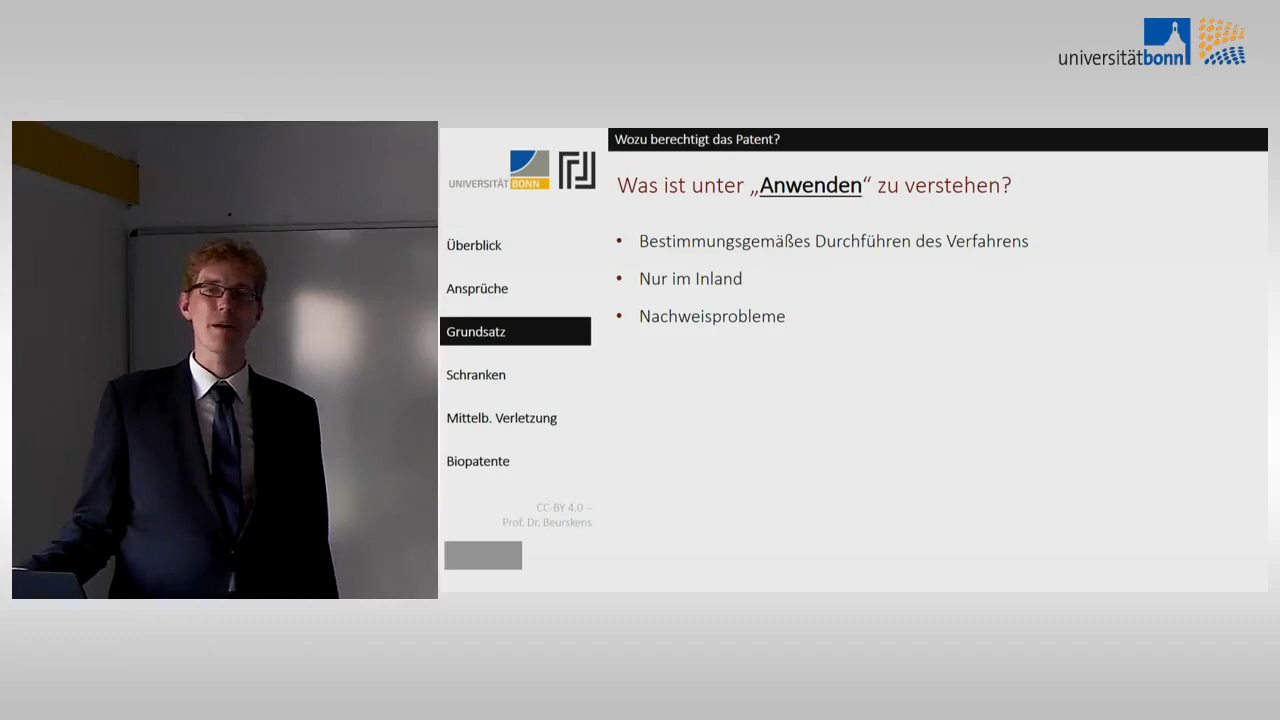 universitätbonn
Wozu berechtigt das Patent?
UNIVERSITÄT BONN
Was ist unter „Anwenden“ zu verstehen?
• Bestimmungsgemäßes Durchführen des Verfahrens
• Nur im Inland
• Nachweisprobleme
Überblick
Ansprüche
Grundsatz
Schranken
Mittelb. Verletzung
Biopatente
CC-BY 4.0 –
Prof. Dr. Beurskens